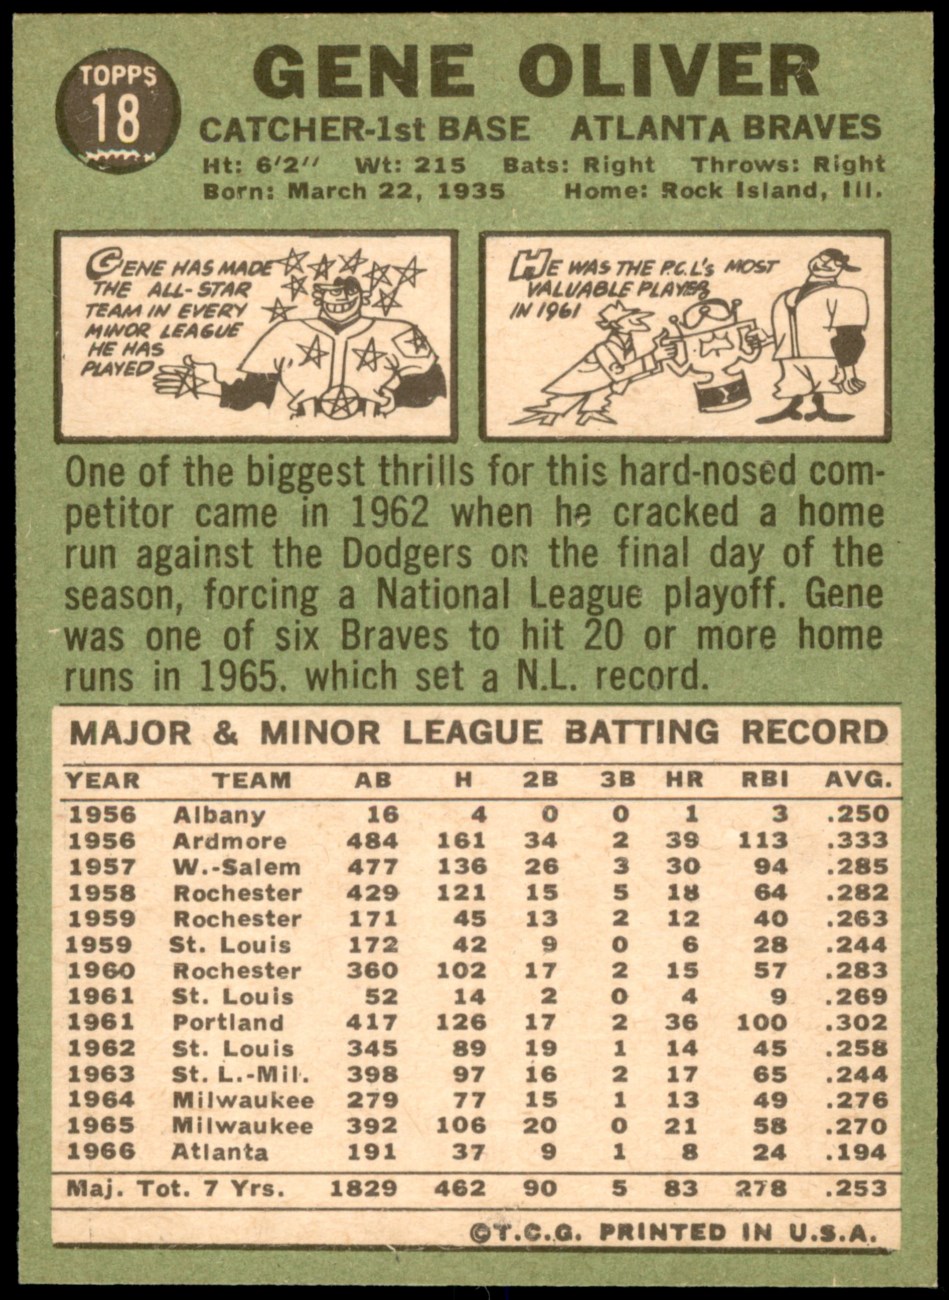 TOPPS
18
GENE OLIVER
CATCHER-1st BASE ATLANTA BRAVES
Ht: 6'2" Wt: 215 Bats: Right Throws: Right
Born: March 22, 1935 Home: Rock Island, Ill.
GENE HAS MADE
THE ALL-STAR
TEAM IN EVERY
MINOR LEAGUE
HE HAS
PLAYED
HE WAS THE P.C.L's MOST
VALUABLE PLAYER
IN 1961
One of the biggest thrills for this hard-nosed com-
petitor came in 1962 when he cracked a home
run against the Dodgers on the final day of the
season, forcing a National League playoff. Gene
was one of six Braves to hit 20 or more home
runs in 1965. which set a N.L. record.
MAJOR & MINOR LEAGUE BATTING RECORD
YEAR TEAM AB H 2B 3B HR RBI AVG.
1956 Albany 16 4 0 0 1 3 .250
1956 Ardmore 484 161 34 2 39 113 .333
1957 W.-Salem 477 136 26 3 30 94 .285
1958 Rochester 429 121 15 5 18 64 .282
1959 Rochester 171 45 13 2 12 40 .263
1959 St. Louis 172 42 9 0 6 28 .244
1960 Rochester 360 102 17 2 15 57 .283
1961 St. Louis 52 14 2 0 4 9 .269
1961 Portland 417 126 17 2 36 100 .302
1962 St. Louis 345 89 19 1 14 45 .258
1963 St. L.-Mil. 398 97 16 2 17 65 .244
1964 Milwaukee 279 77 15 1 13 49 .276
1965 Milwaukee 392 106 20 0 21 58 .270
1966 Atlanta 191 37 9 1 8 24 .194
Maj. Tot. 7 Yrs. 1829 462 90 5 83 278 .253
©T.C.G. PRINTED IN U.S.A.